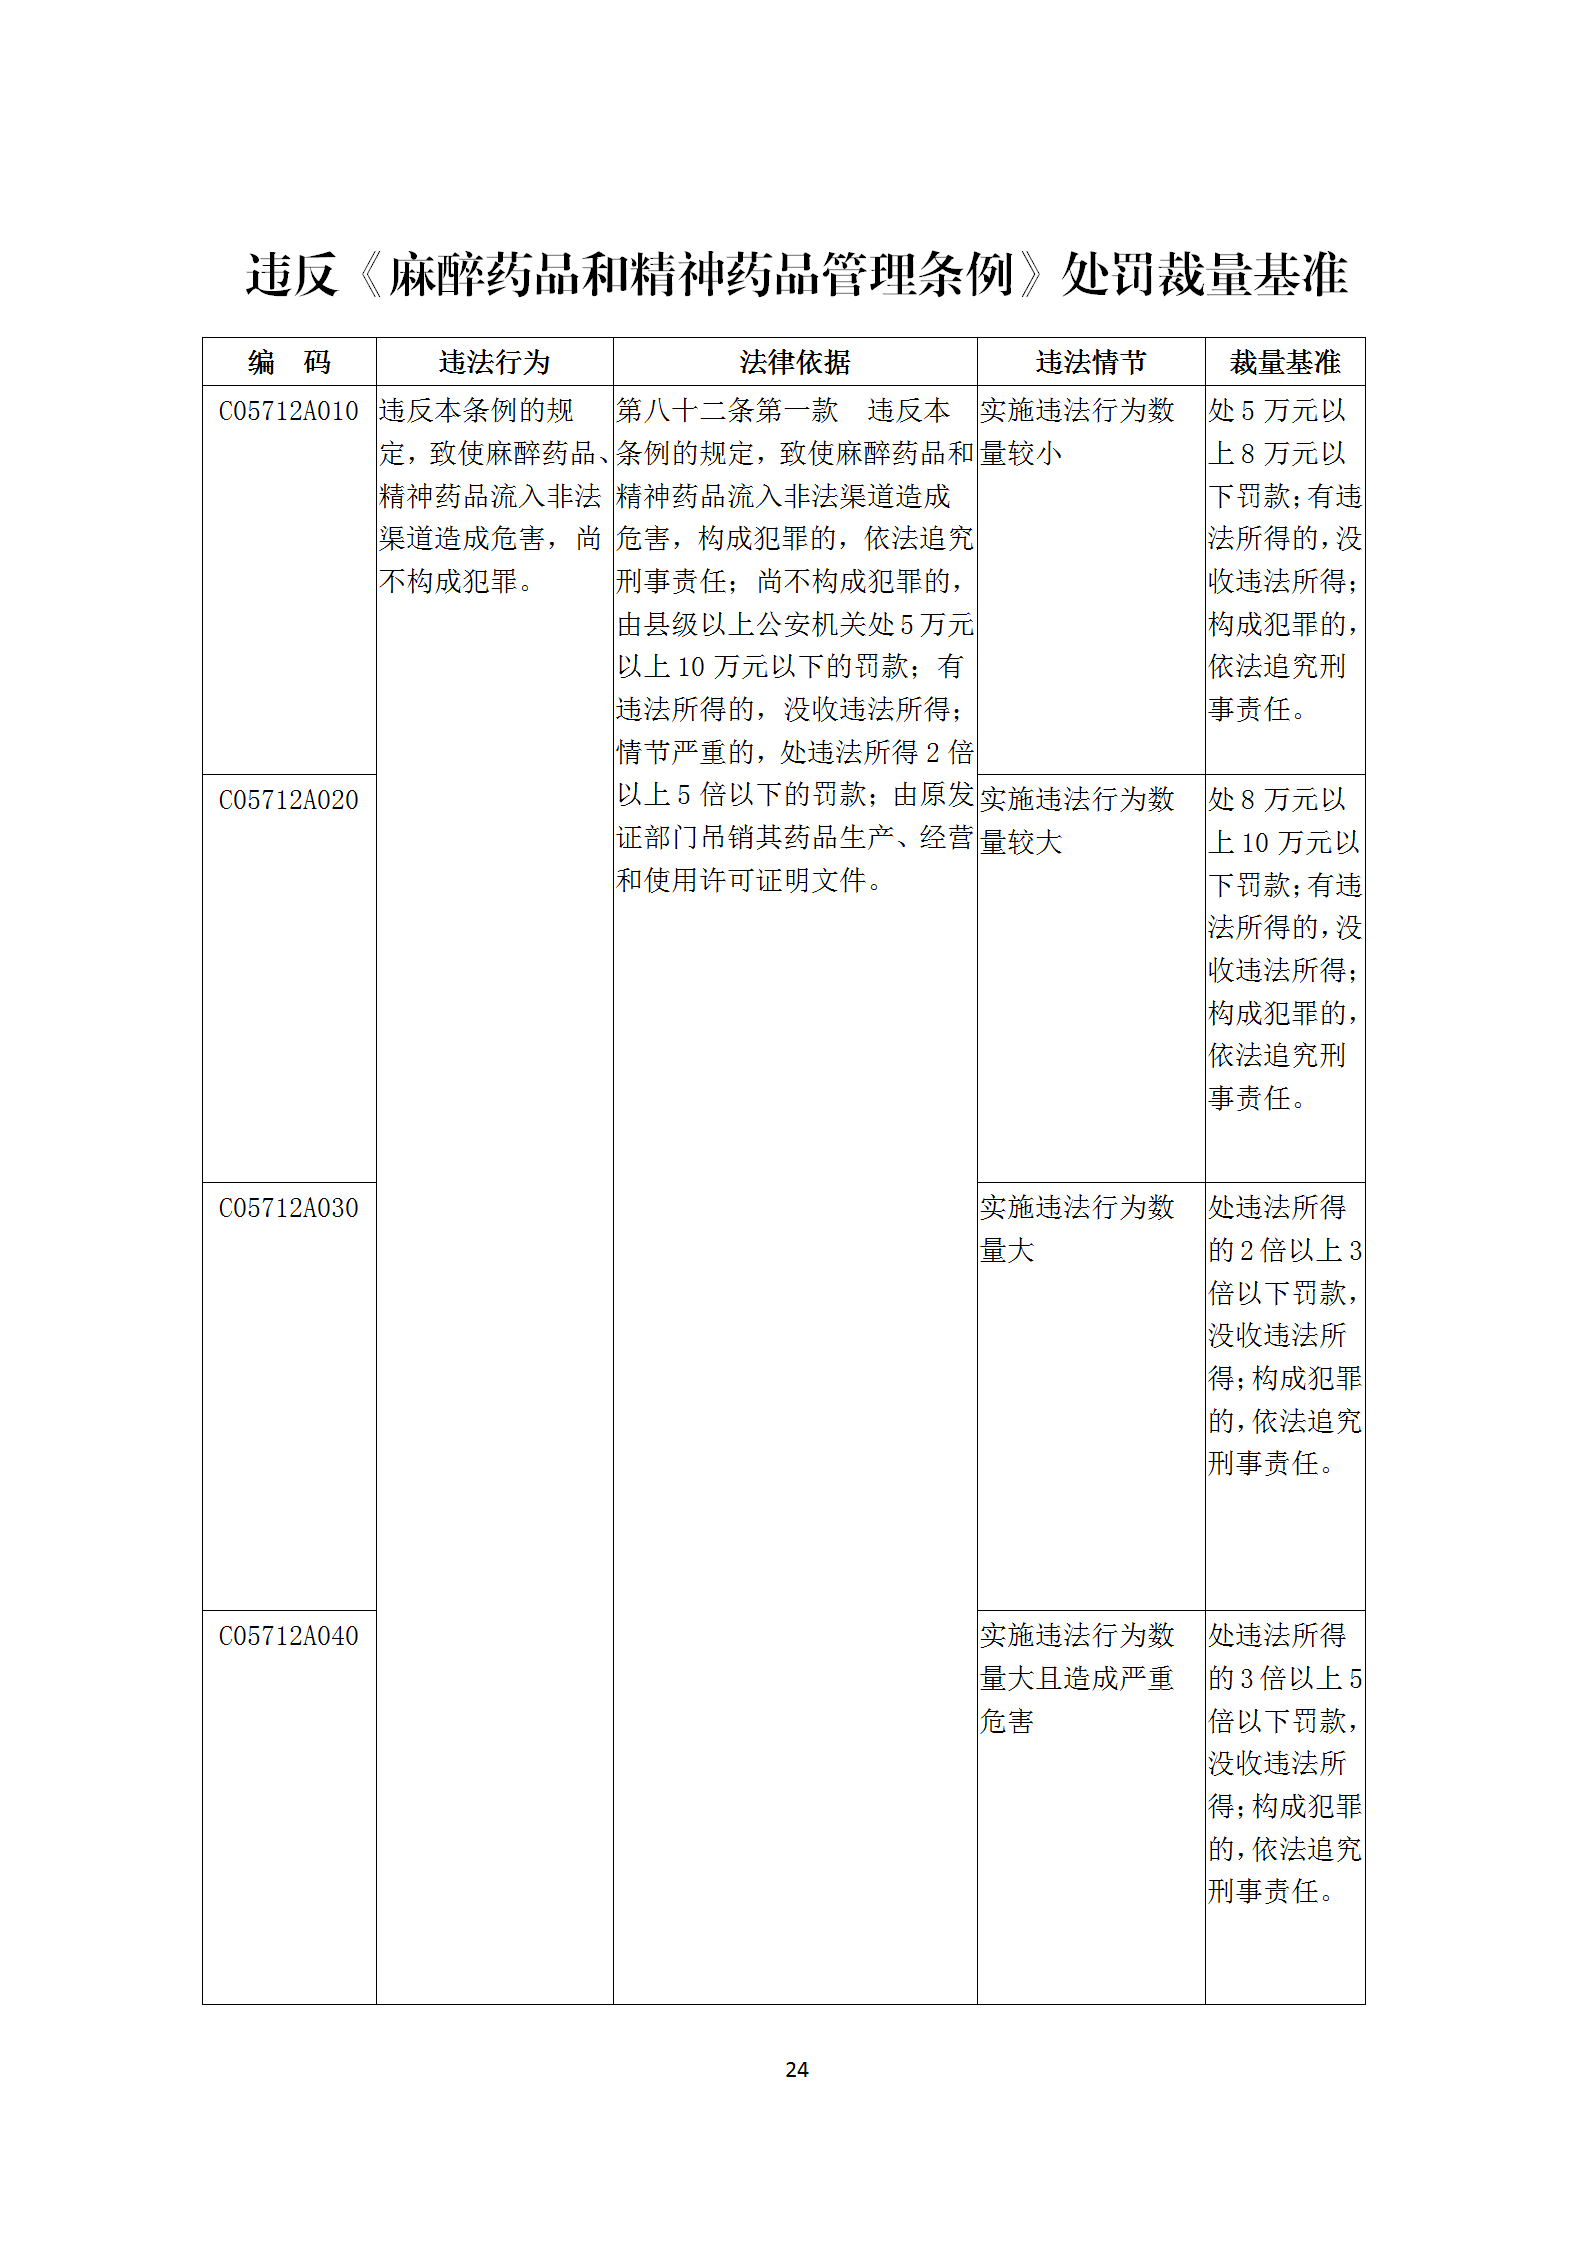 违反《麻醉药品和精神药品管理条例》处罚裁量基准
编　码
违法行为
法律依据
违法情节
裁量基准
C05712A010
违反本条例的规
定，致使麻醉药品、
精神药品流入非法
渠道造成危害，尚
不构成犯罪。
第八十二条第一款　违反本
条例的规定，致使麻醉药品和
精神药品流入非法渠道造成
危害，构成犯罪的，依法追究
刑事责任；尚不构成犯罪的，
由县级以上公安机关处 5 万元
以上 10 万元以下的罚款；有
违法所得的，没收违法所得；
情节严重的，处违法所得 2 倍
以上 5 倍以下的罚款；由原发
证部门吊销其药品生产、经营
和使用许可证明文件。
实施违法行为数
量较小
处 5 万元以
上 8 万元以
下罚款；有违
法所得的，没
收违法所得；
构成犯罪的，
依法追究刑
事责任。
C05712A020
实施违法行为数
量较大
处 8 万元以
上 10 万元以
下罚款；有违
法所得的，没
收违法所得；
构成犯罪的，
依法追究刑
事责任。
C05712A030
实施违法行为数
量大
处违法所得
的 2 倍以上 3
倍以下罚款，
没收违法所
得；构成犯罪
的，依法追究
刑事责任。
C05712A040
实施违法行为数
量大且造成严重
危害
处违法所得
的 3 倍以上 5
倍以下罚款，
没收违法所
得；构成犯罪
的，依法追究
刑事责任。
24